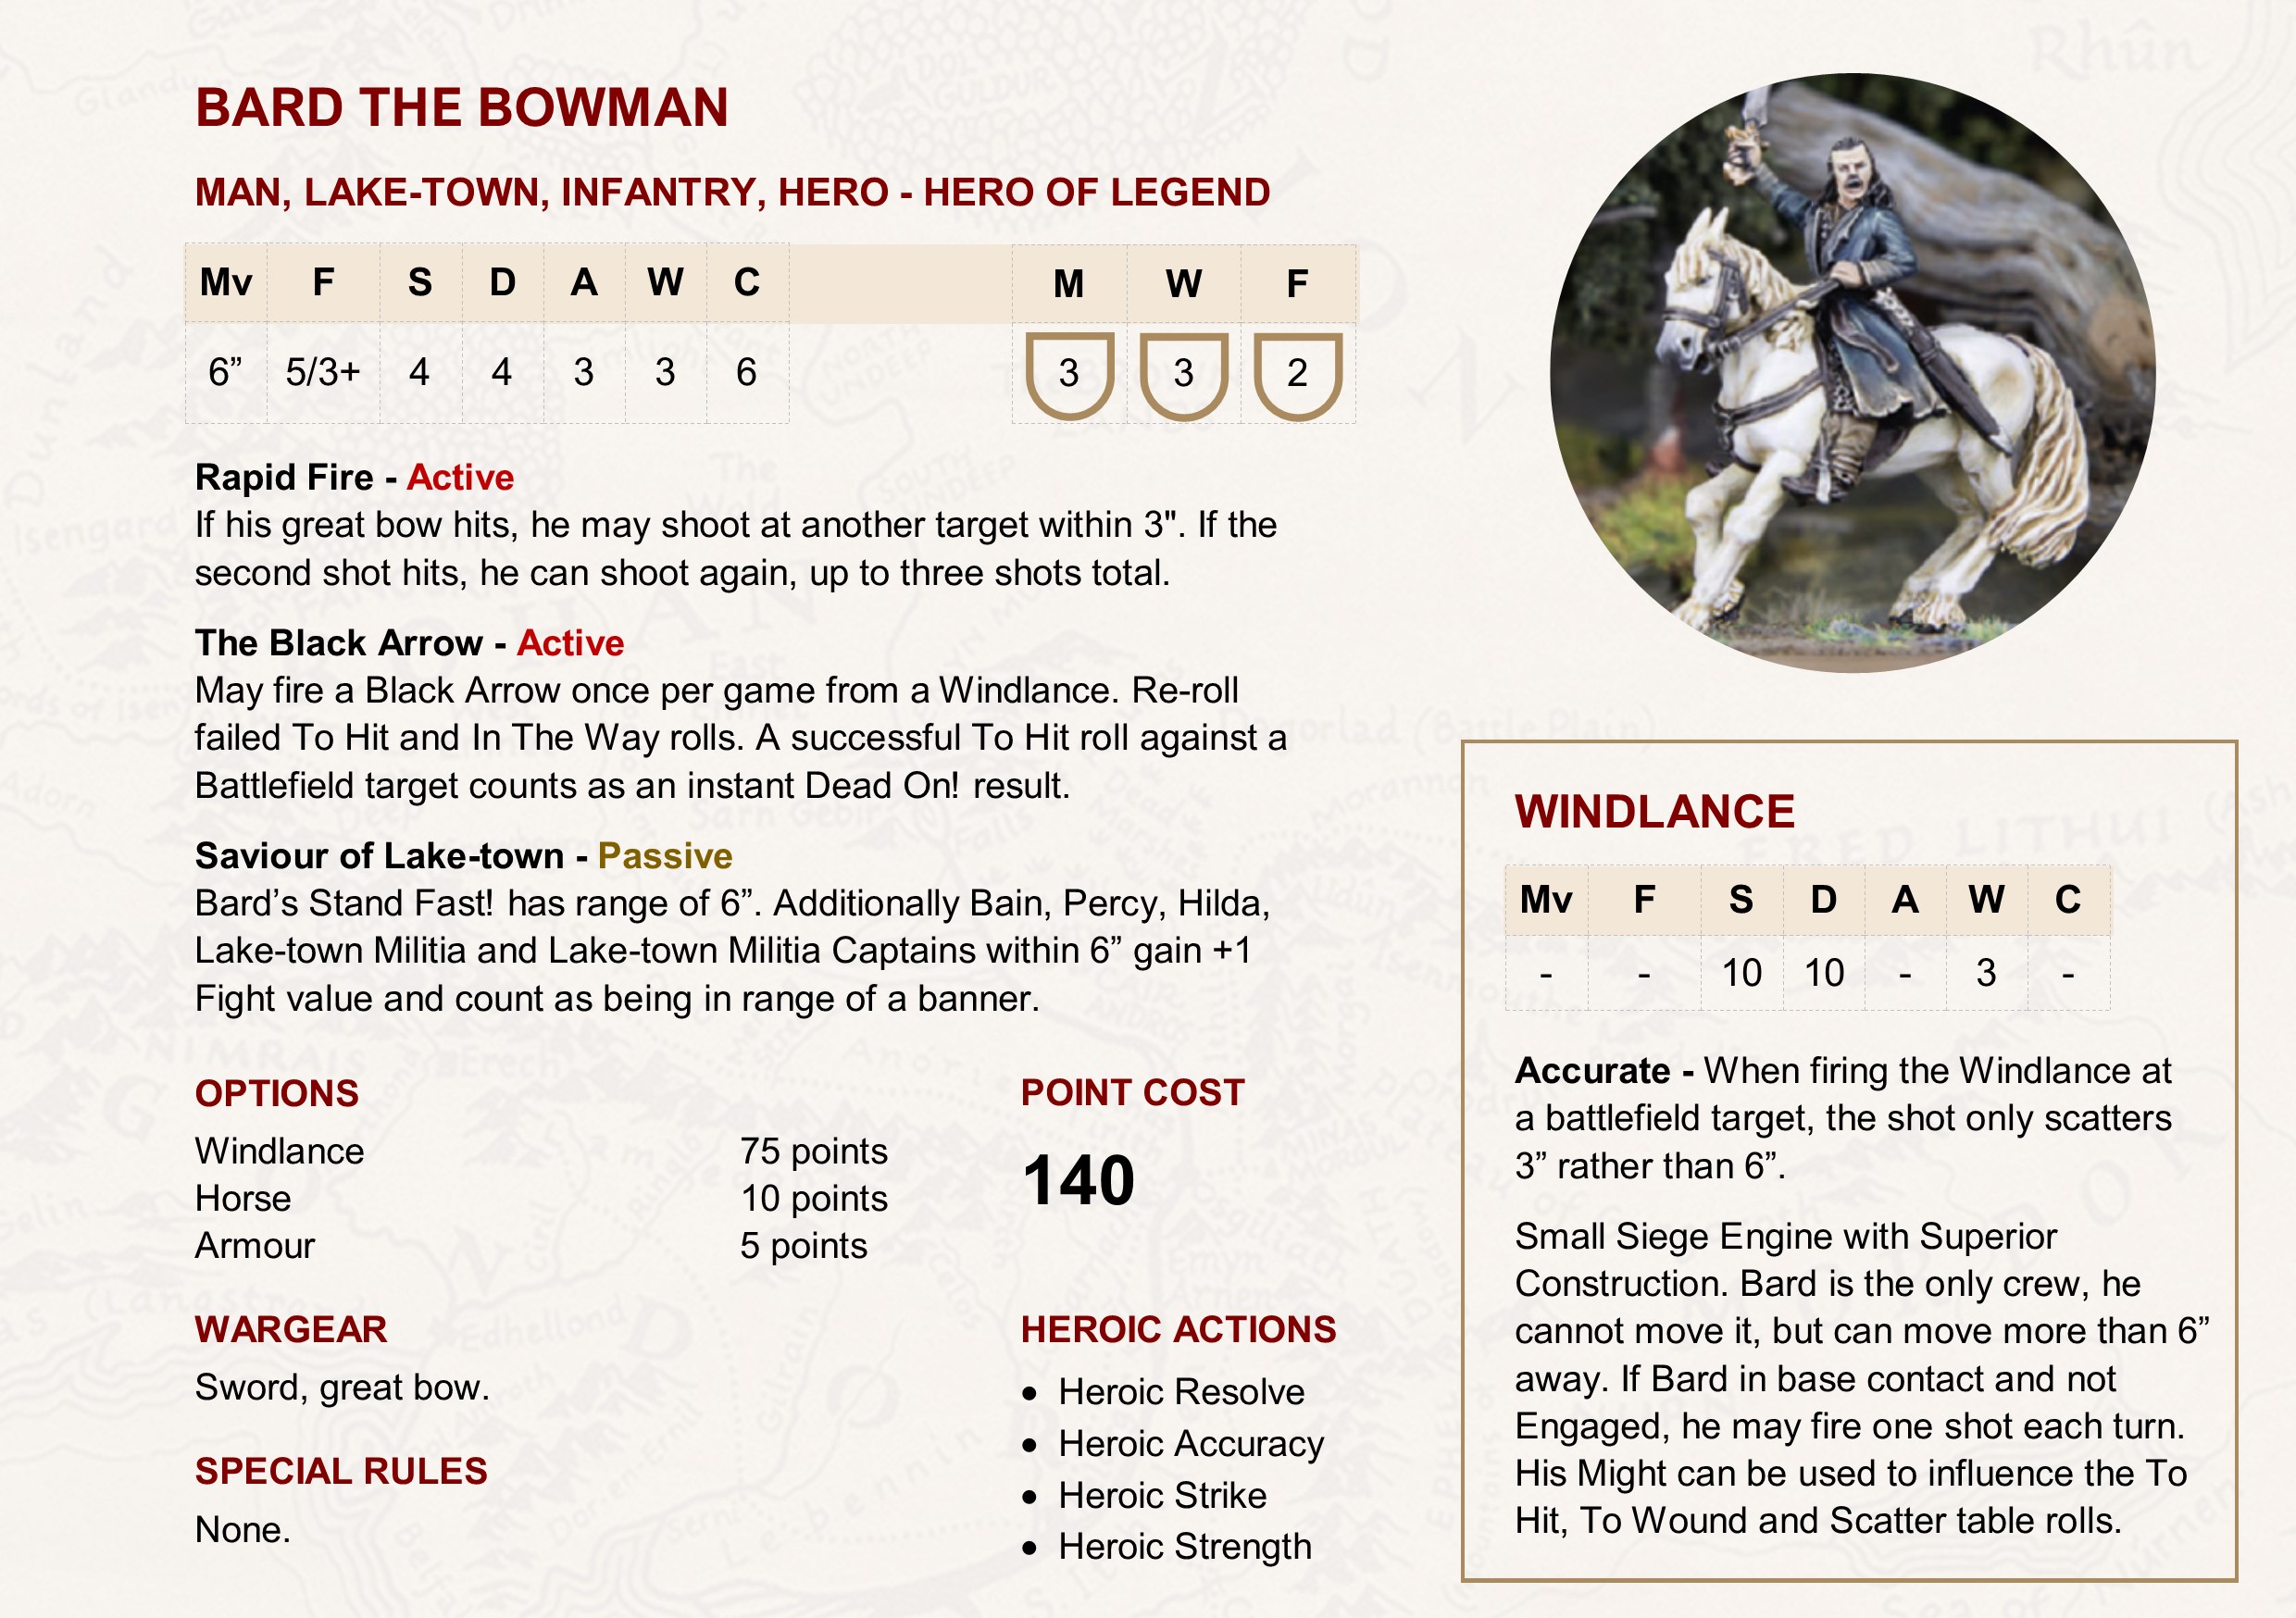 BARD THE BOWMAN
MAN, LAKE-TOWN, INFANTRY, HERO - HERO OF LEGEND
Mv F S D A W C M W F
6” 5/3+ 4 4 3 3 6 3 3 2
Rapid Fire - Active
If his great bow hits, he may shoot at another target within 3". If the
second shot hits, he can shoot again, up to three shots total.
The Black Arrow - Active
May fire a Black Arrow once per game from a Windlance. Re-roll
failed To Hit and In The Way rolls. A successful To Hit roll against a
Battlefield target counts as an instant Dead On! result.
Saviour of Lake-town - Passive
Bard’s Stand Fast! has range of 6”. Additionally Bain, Percy, Hilda,
Lake-town Militia and Lake-town Militia Captains within 6” gain +1
Fight value and count as being in range of a banner.
OPTIONS
Windlance 75 points
Horse 10 points
Armour 5 points
POINT COST
140
WARGEAR
Sword, great bow.
SPECIAL RULES
None.
HEROIC ACTIONS
• Heroic Resolve
• Heroic Accuracy
• Heroic Strike
• Heroic Strength
WINDLANCE
Mv F S D A W C
- - 10 10 - 3 -
Accurate - When firing the Windlance at
a battlefield target, the shot only scatters
3” rather than 6”.
Small Siege Engine with Superior
Construction. Bard is the only crew, he
cannot move it, but can move more than 6”
away. If Bard in base contact and not
Engaged, he may fire one shot each turn.
His Might can be used to influence the To
Hit, To Wound and Scatter table rolls.
Rhûn